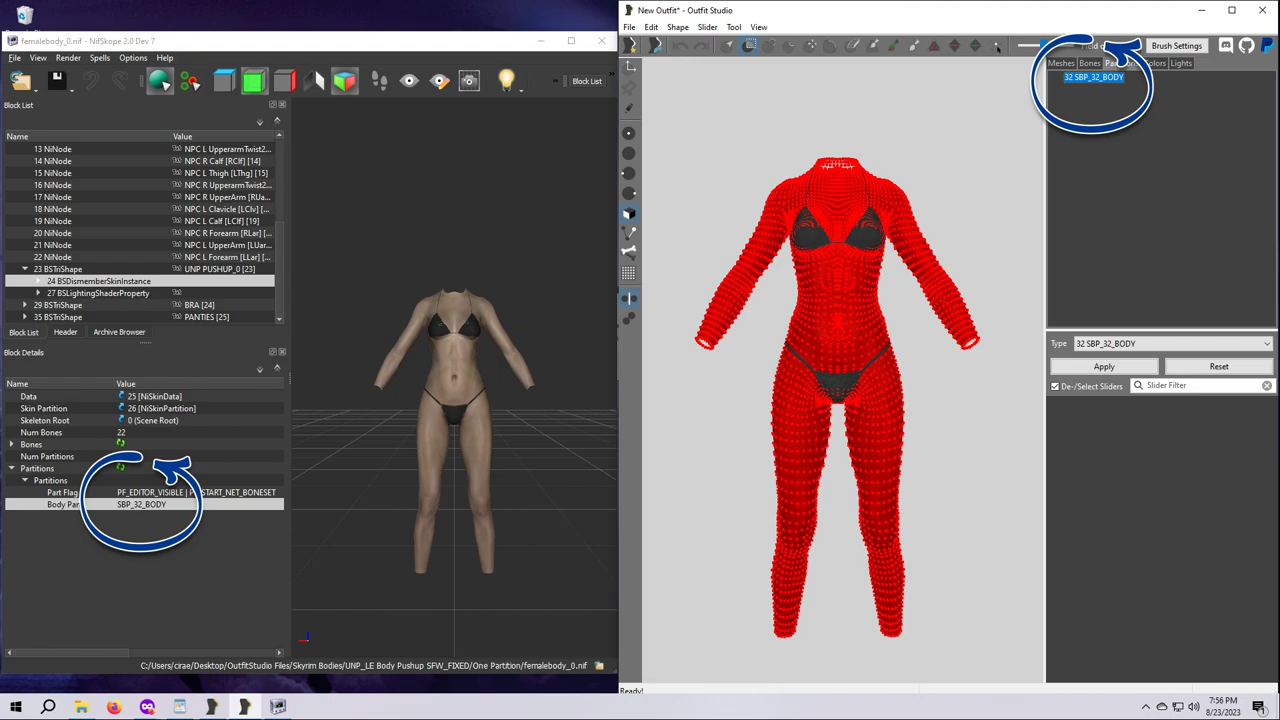 femalebody_0.nif - NifSkope 2.0 Dev 7
File View Render Spells Options Help
Block List
Block List
Name Value
13 NiNode NPC L UpperarmTwist2...
14 NiNode NPC R Calf [RClf] [14]
15 NiNode NPC L Thigh [LThg] [15]
16 NiNode NPC R UpperarmTwist2...
17 NiNode NPC R UpperArm [RUa...
18 NiNode NPC L Clavicle [LClv] [...
19 NiNode NPC L Calf [LClf] [19]
20 NiNode NPC R Forearm [RLar] [...
21 NiNode NPC L UpperArm [LUar...
22 NiNode NPC L Forearm [LLar] [...
23 BSTriShape UNP PUSHUP_0 [23]
24 BSDismemberSkinInstance
27 BSLightingShaderProperty
29 BSTriShape BRA [24]
35 BSTriShape PANTIES [25]
Block List Header Archive Browser
Block Details
Name Value
Data 25 [NiSkinData]
Skin Partition 26 [NiSkinPartition]
Skeleton Root 0 (Scene Root)
Num Bones 22
Bones
Num Partitions
Partitions
Partitions
Part Flag PF_EDITOR_VISIBLE | START_NET_BONESET
Body Par SBP_32_BODY
C:/Users/cirae/Desktop/OutfitStudio Files/Skyrim Bodies/UNP_LE Body Pushup SFW_FIXED/One Partition/femalebody_0.nif
New Outfit* - Outfit Studio
File Edit Shape Slider Tool View
Field Brush Settings
Meshes Bones Lights
32 SBP_32_BODY
Type 32 SBP_32_BODY
Apply Reset
De-/Select Sliders Slider Filter
Ready!
7:56 PM
8/23/2023